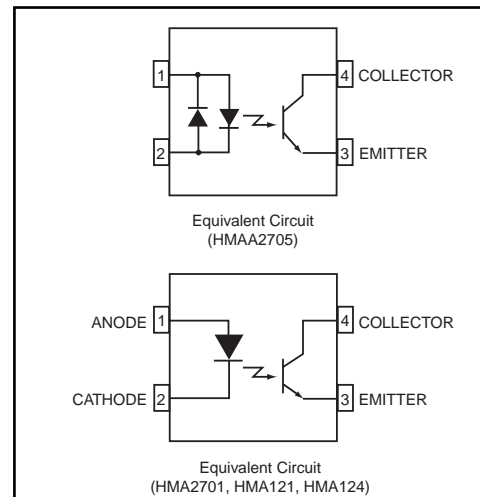 1 4 COLLECTOR
2 3 EMITTER
Equivalent Circuit
(HMAA2705)
ANODE 1 4 COLLECTOR
CATHODE 2 3 EMITTER
Equivalent Circuit
(HMA2701, HMA121, HMA124)